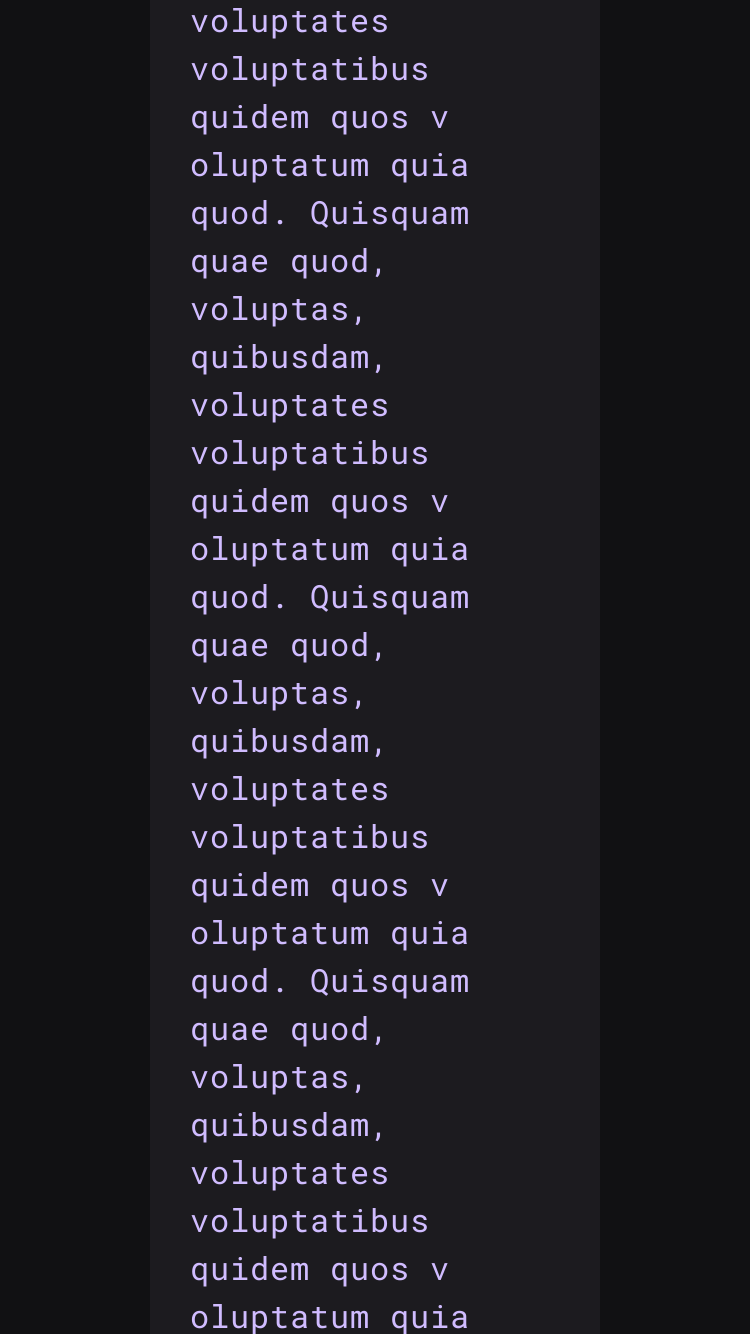 voluptates
voluptatibus
quidem quos v
oluptatum quia
quod. Quisquam
quae quod,
voluptas,
quibusdam,
voluptates
voluptatibus
quidem quos v
oluptatum quia
quod. Quisquam
quae quod,
voluptas,
quibusdam,
voluptates
voluptatibus
quidem quos v
oluptatum quia
quod. Quisquam
quae quod,
voluptas,
quibusdam,
voluptates
voluptatibus
quidem quos v
oluptatum quia